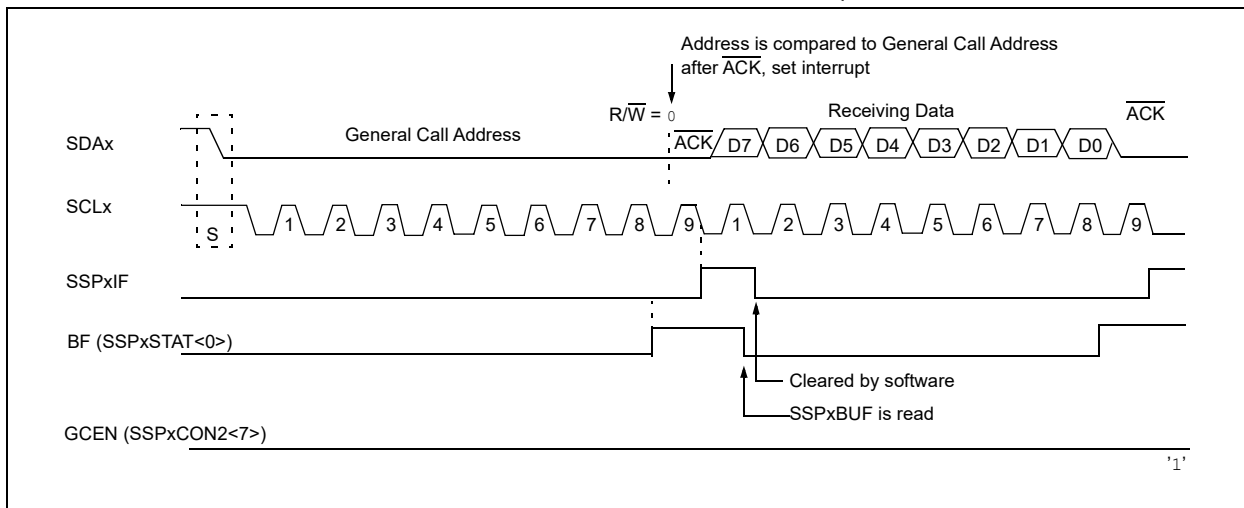 Address is compared to General Call Address
after ACK, set interrupt
R/W = 0
Receiving Data
ACK
SDAx
General Call Address
ACK
D7 D6 D5 D4 D3 D2 D1 D0
SCLx
S
1 2 3 4 5 6 7 8 9 1 2 3 4 5 6 7 8 9
SSPxIF
BF (SSPxSTAT<0>)
Cleared by software
SSPxBUF is read
GCEN (SSPxCON2<7>)
'1'